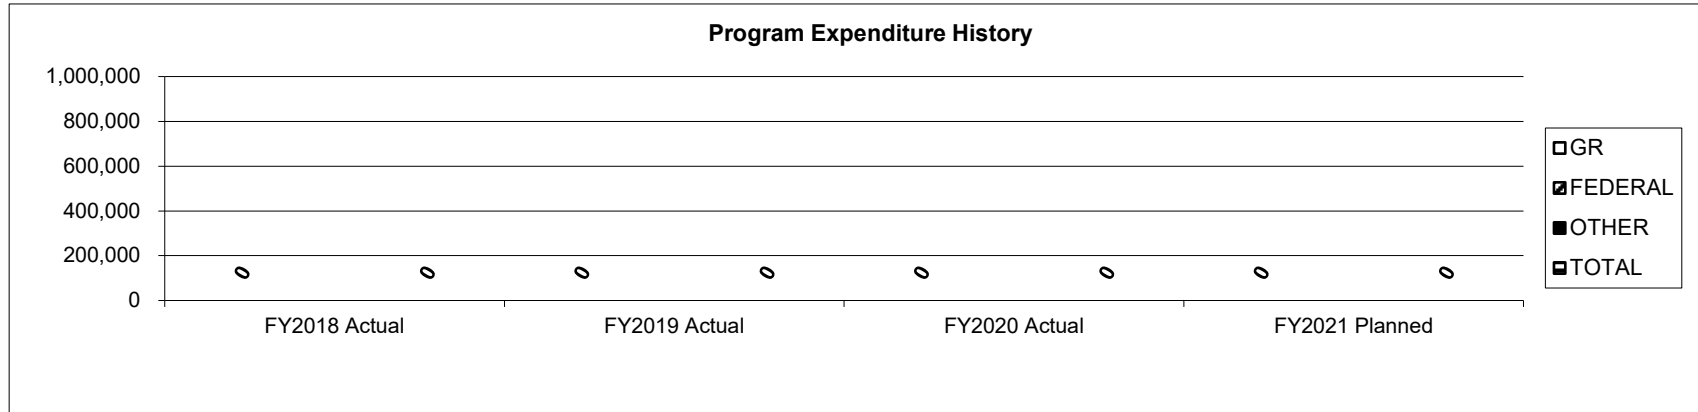 Program Expenditure History
1,000,000
800,000
600,000
400,000
200,000
0
0 0 0 0 0 0 0 0
FY2018 Actual FY2019 Actual FY2020 Actual FY2021 Planned
GR
FEDERAL
OTHER
TOTAL